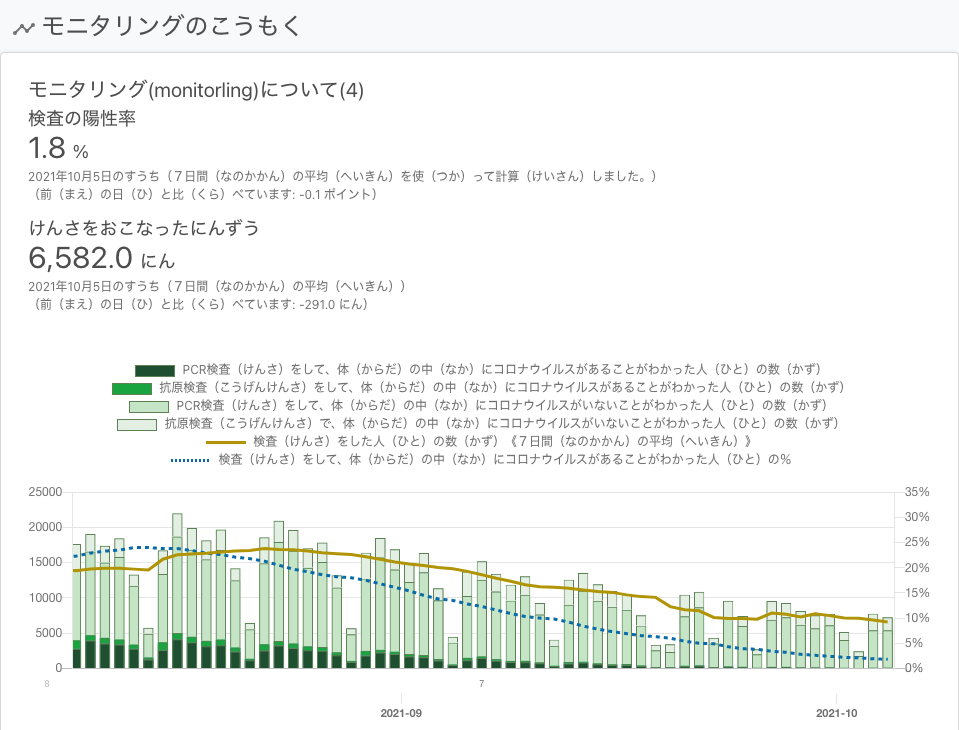 モニタリングのこうもく
モニタリング(monitorling)について(4)
検査の陽性率
1.8 %
2021年10月5日のすうち（７日間（なのかかん）の平均（へいきん）を使（つか）って計算（けいさん）しました。）
（前（まえ）の日（ひ）と比（くら）べています: -0.1 ポイント）
けんさをおこなったにんずう
6,582.0 にん
2021年10月5日のすうち（７日間（なのかかん）の平均（へいきん））
（前（まえ）の日（ひ）と比（くら）べています: -291.0 にん）
PCR検査（けんさ）をして、体（からだ）の中（なか）にコロナウイルスがあることがわかった人（ひと）の数（かず）
抗原検査（こうげんけんさ）をして、体（からだ）の中（なか）にコロナウイルスがあることがわかった人（ひと）の数（かず）
PCR検査（けんさ）をして、体（からだ）の中（なか）にコロナウイルスがいないことがわかった人（ひと）の数（かず）
抗原検査（こうげんけんさ）で、体（からだ）の中（なか）にコロナウイルスがいないことがわかった人（ひと）の数（かず）
検査（けんさ）をした人（ひと）の数（かず）《７日間（なのかかん）の平均（へいきん）》
検査（けんさ）をして、体（からだ）の中（なか）にコロナウイルスがあることがわかった人（ひと）の%
25000
20000
15000
10000
5000
0
35%
30%
25%
20%
15%
10%
5%
0%
8
7
2021-09
2021-10